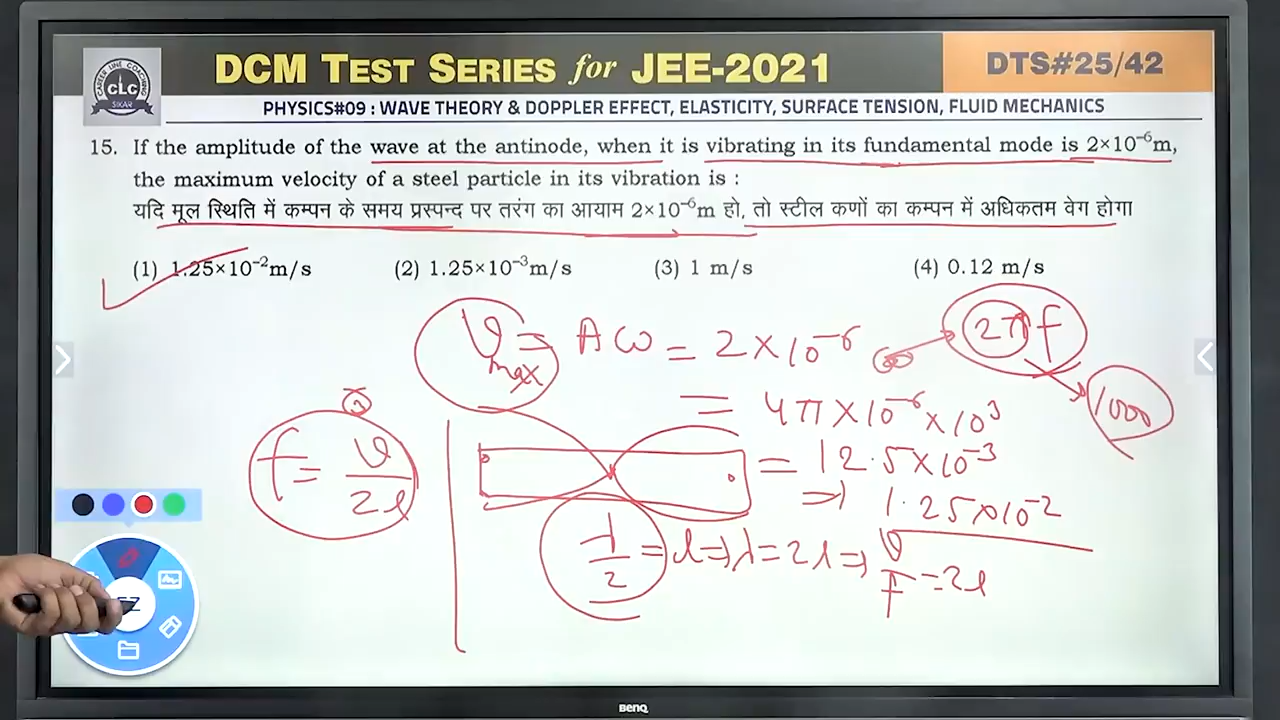 CAREER LINE COACHING
CLC
SIKAR
DCM TEST SERIES for JEE-2021
DTS#25/42
PHYSICS#09 : WAVE THEORY & DOPPLER EFFECT, ELASTICITY, SURFACE TENSION, FLUID MECHANICS
15. If the amplitude of the wave at the antinode, when it is vibrating in its fundamental mode is 2×10⁻⁶m,
the maximum velocity of a steel particle in its vibration is :
यदि मूल स्थिति में कम्पन के समय प्रस्पन्द पर तरंग का आयाम 2×10⁻⁶m हो, तो स्टील कणों का कम्पन में अधिकतम वेग होगा
(1) 1.25×10⁻²m/s (2) 1.25×10⁻³m/s (3) 1 m/s (4) 0.12 m/s
V max = Aω = 2×10⁻⁶ 2πf
= 4π×10⁻⁶×10³ 1000
f = v/2l
= 12.5×10⁻³
⇒ 1.25×10⁻²
λ/2 = l ⇒ λ = 2l ⇒ v/f = 2l
BenQ